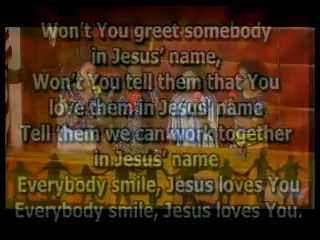 Won't You greet somebody
in Jesus' name,
Won't You tell them that You
love them in Jesus' name
Tell them we can work together
in Jesus' name
Everybody smile, Jesus loves You
Everybody smile, Jesus loves You.